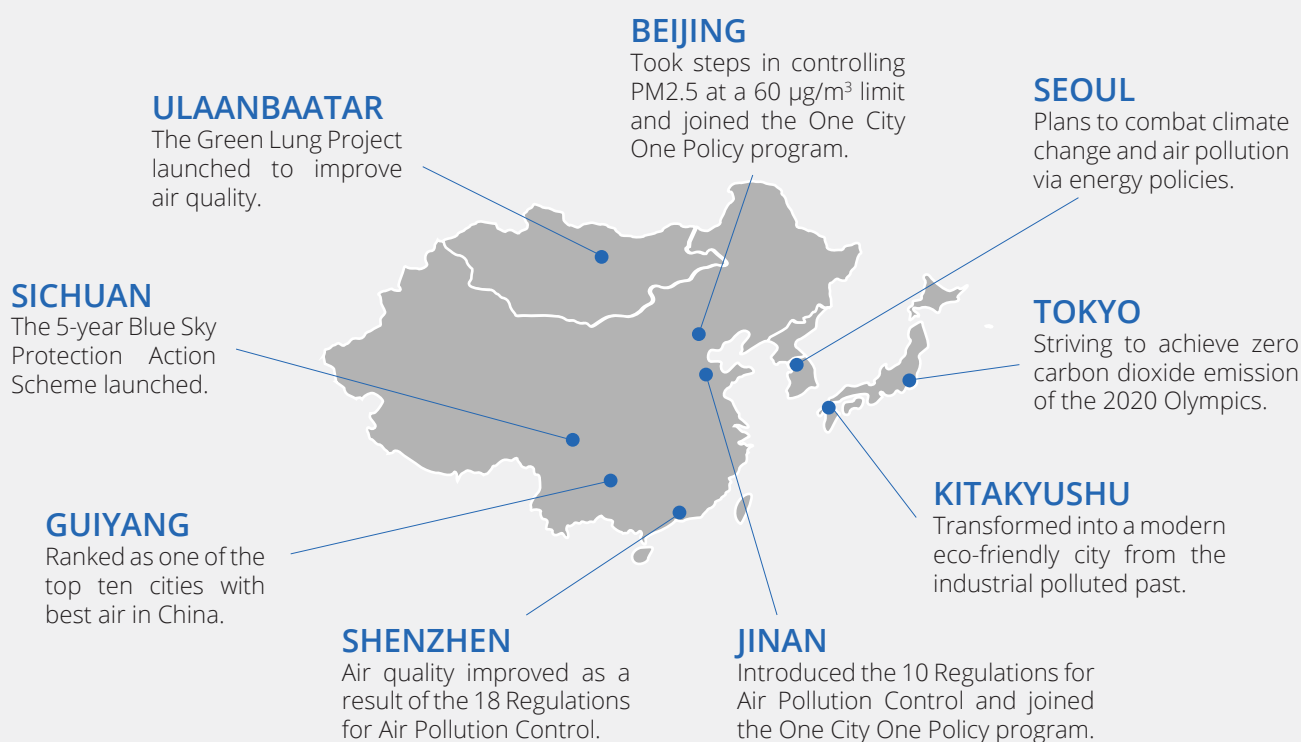 BEIJING
Took steps in controlling
PM2.5 at a 60 µg/m³ limit
and joined the One City
One Policy program.
SEOUL
Plans to combat climate
change and air pollution
via energy policies.
ULAANBAATAR
The Green Lung Project
launched to improve
air quality.
SICHUAN
The 5-year Blue Sky
Protection Action
Scheme launched.
TOKYO
Striving to achieve zero
carbon dioxide emission
of the 2020 Olympics.
KITAKYUSHU
Transformed into a modern
eco-friendly city from the
industrial polluted past.
GUIYANG
Ranked as one of the
top ten cities with
best air in China.
SHENZHEN
Air quality improved as a
result of the 18 Regulations
for Air Pollution Control.
JINAN
Introduced the 10 Regulations for
Air Pollution Control and joined
the One City One Policy program.